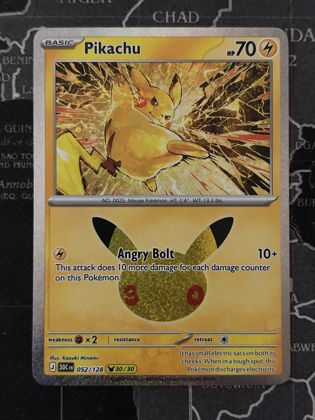 CHAD
BASIC
Pikachu
HP 70
NO. 0025 Mouse Pokémon HT: 1'4" WT: 13.2 lbs.
Angry Bolt 10+
This attack does 10 more damage for each damage counter
on this Pokémon.
30
weakness × 2 resistance retreat
Illus. Kazuki Minami
It has small electric sacs on both its
cheeks. When in a tough spot, this
Pokémon discharges electricity.
J 30C EN 052/128 30/30